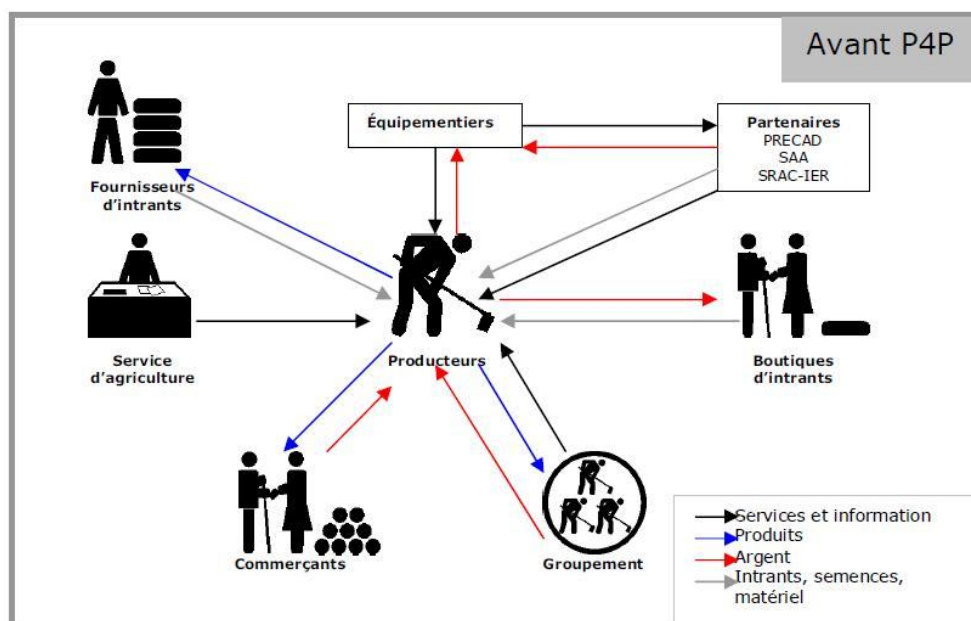 Avant P4P
Équipementiers
Partenaires
PRECAD
SAA
SRAC-IER
Fournisseurs
d'intrants
Service
d'agriculture
Producteurs
Boutiques
d'intrants
Commerçants
Groupement
Services et information
Produits
Argent
Intrants, semences,
matériel